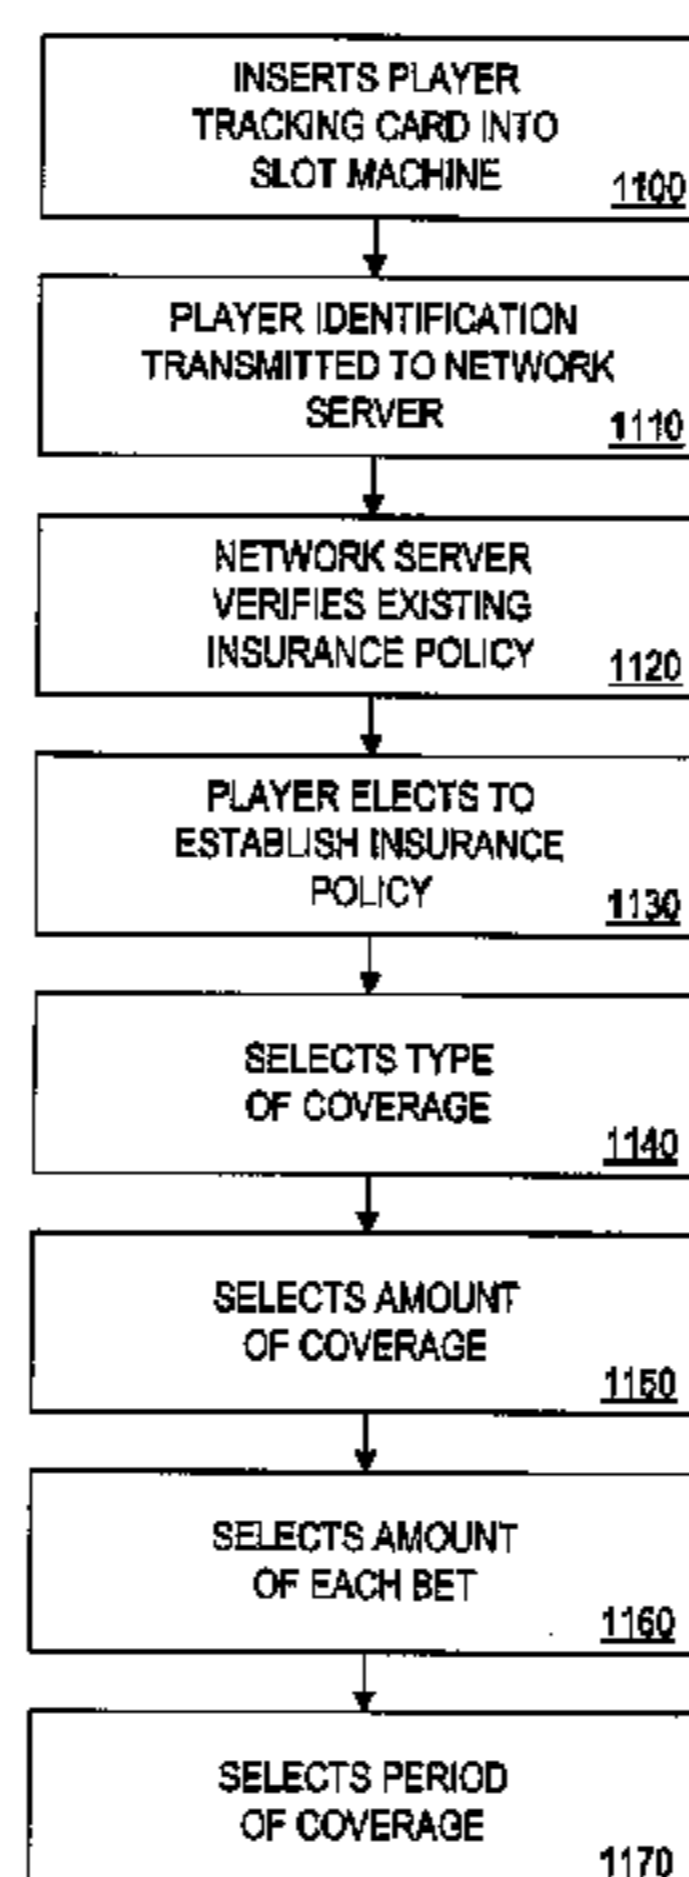 INSERTS PLAYER
TRACKING CARD INTO
SLOT MACHINE
1100
PLAYER IDENTIFICATION
TRANSMITTED TO NETWORK
SERVER
1110
NETWORK SERVER
VERIFIES EXISTING
INSURANCE POLICY
1120
PLAYER ELECTS TO
ESTABLISH INSURANCE
POLICY
1130
SELECTS TYPE
OF COVERAGE
1140
SELECTS AMOUNT
OF COVERAGE
1150
SELECTS AMOUNT
OF EACH BET
1160
SELECTS PERIOD
OF COVERAGE
1170